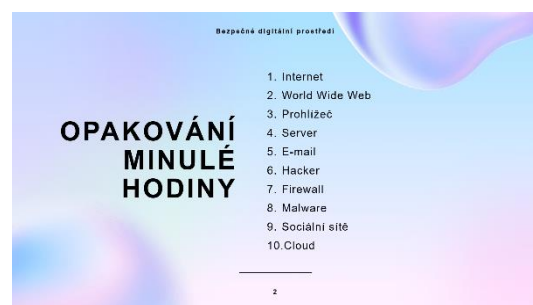 Bezpečné digitální prostředí
OPAKOVÁNÍ
MINULÉ
HODINY
1. Internet
2. World Wide Web
3. Prohlížeč
4. Server
5. E-mail
6. Hacker
7. Firewall
8. Malware
9. Sociální sítě
10.Cloud
2